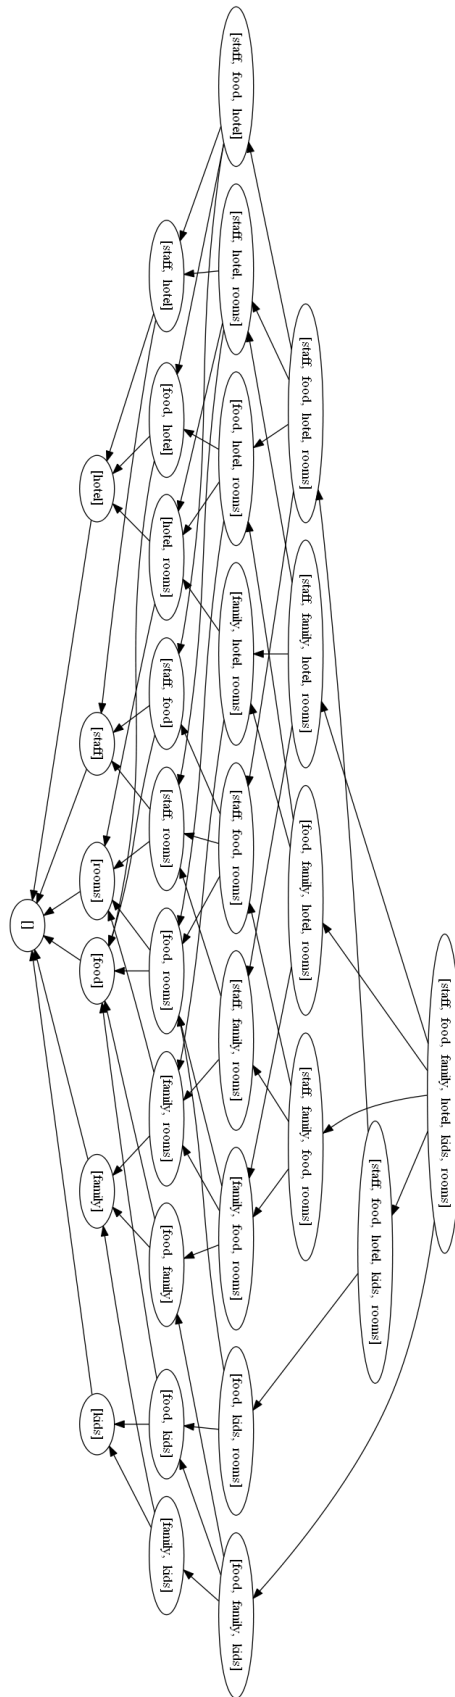 [staff, food, family, hotel, kids, rooms]
[staff, food, hotel, kids, rooms]
[staff, food, hotel, rooms]
[staff, family, hotel, rooms]
[food, family, hotel, rooms]
[staff, family, food, rooms]
[staff, food, hotel]
[staff, hotel, rooms]
[food, hotel, rooms]
[family, hotel, rooms]
[staff, food, rooms]
[staff, family, rooms]
[family, food, rooms]
[food, kids, rooms]
[food, family, kids]
[staff, hotel]
[food, hotel]
[hotel, rooms]
[staff, food]
[staff, rooms]
[food, rooms]
[family, rooms]
[food, family]
[food, kids]
[family, kids]
[hotel]
[staff]
[rooms]
[food]
[family]
[kids]
[]